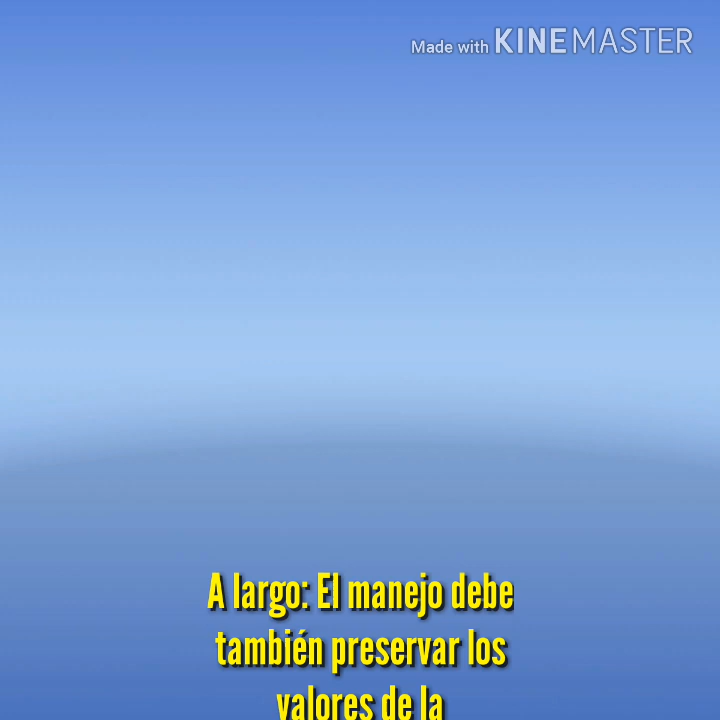 Made with KINEMASTER
A largo: El manejo debe
también preservar los
valores de la